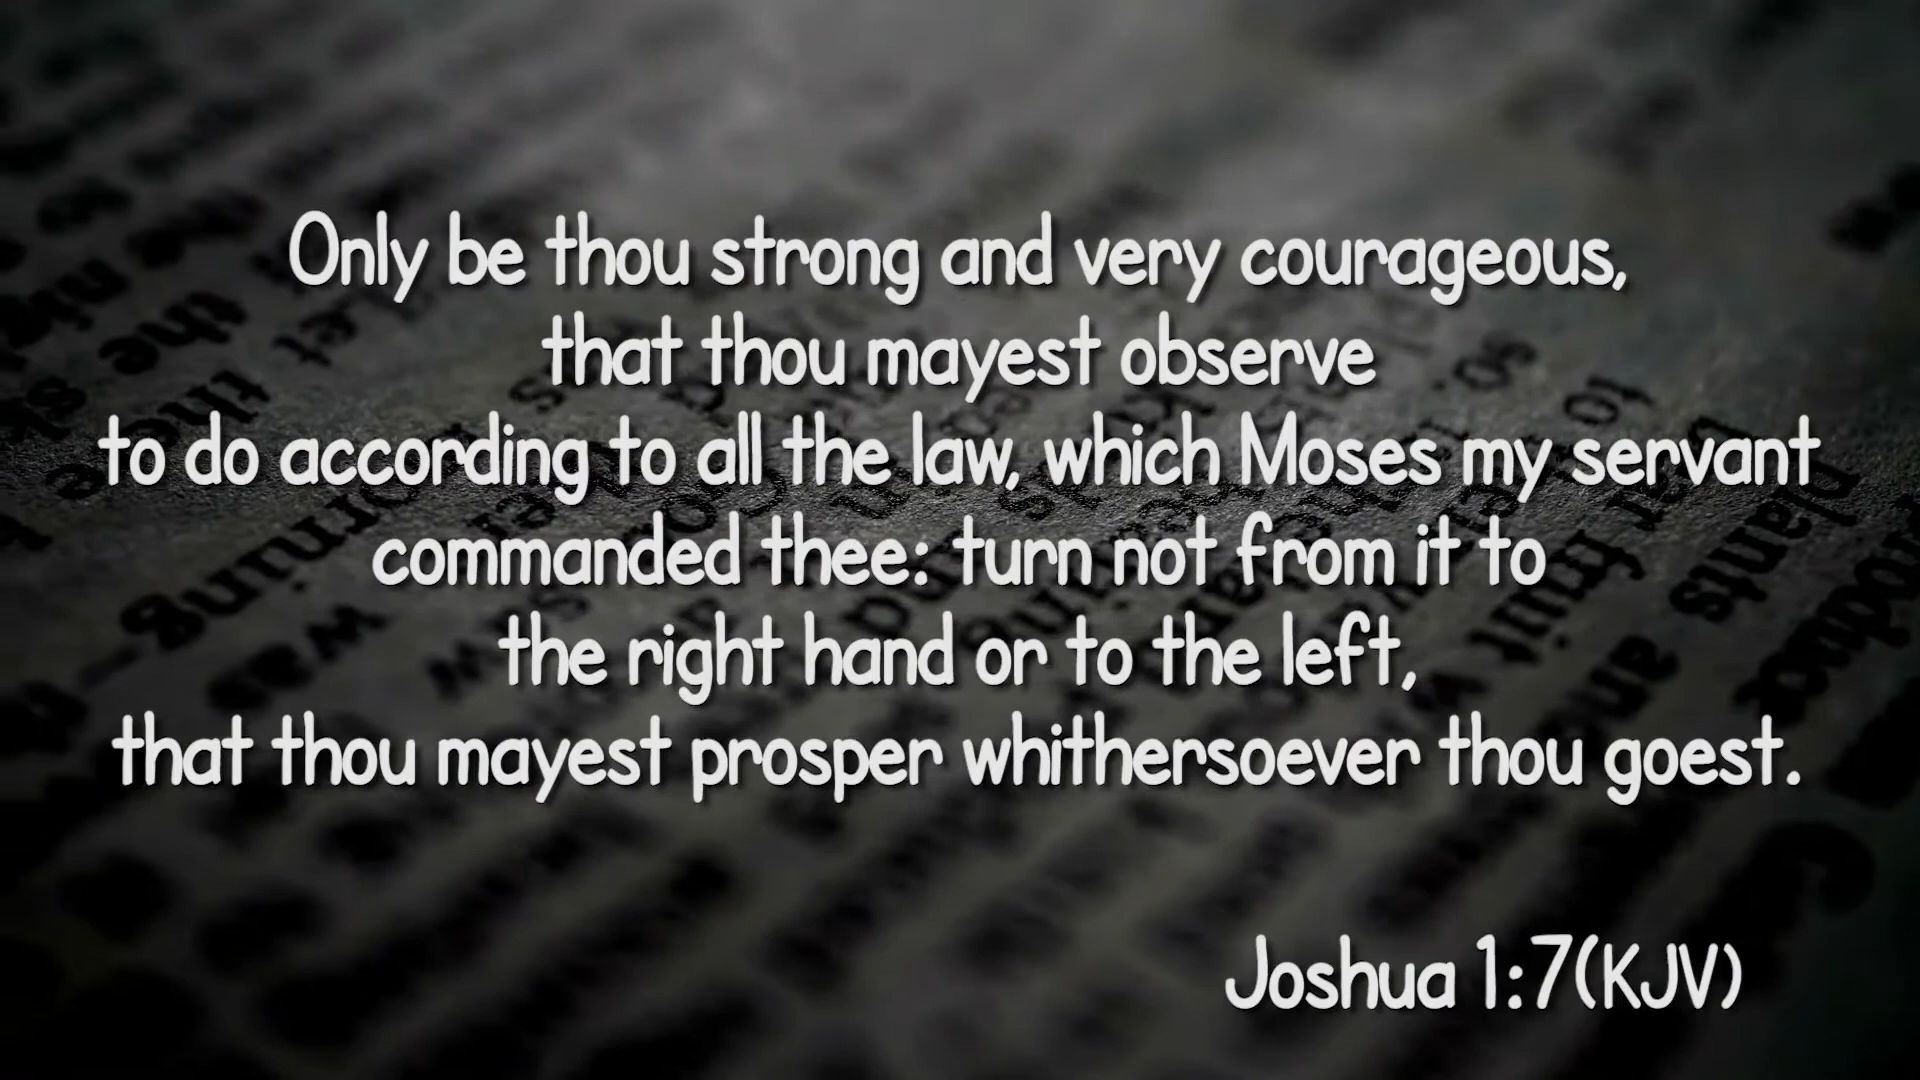 Only be thou strong and very courageous,
that thou mayest observe
to do according to all the law, which Moses my servant
commanded thee: turn not from it to
the right hand or to the left,
that thou mayest prosper whithersoever thou goest.
Joshua 1:7(KJV)